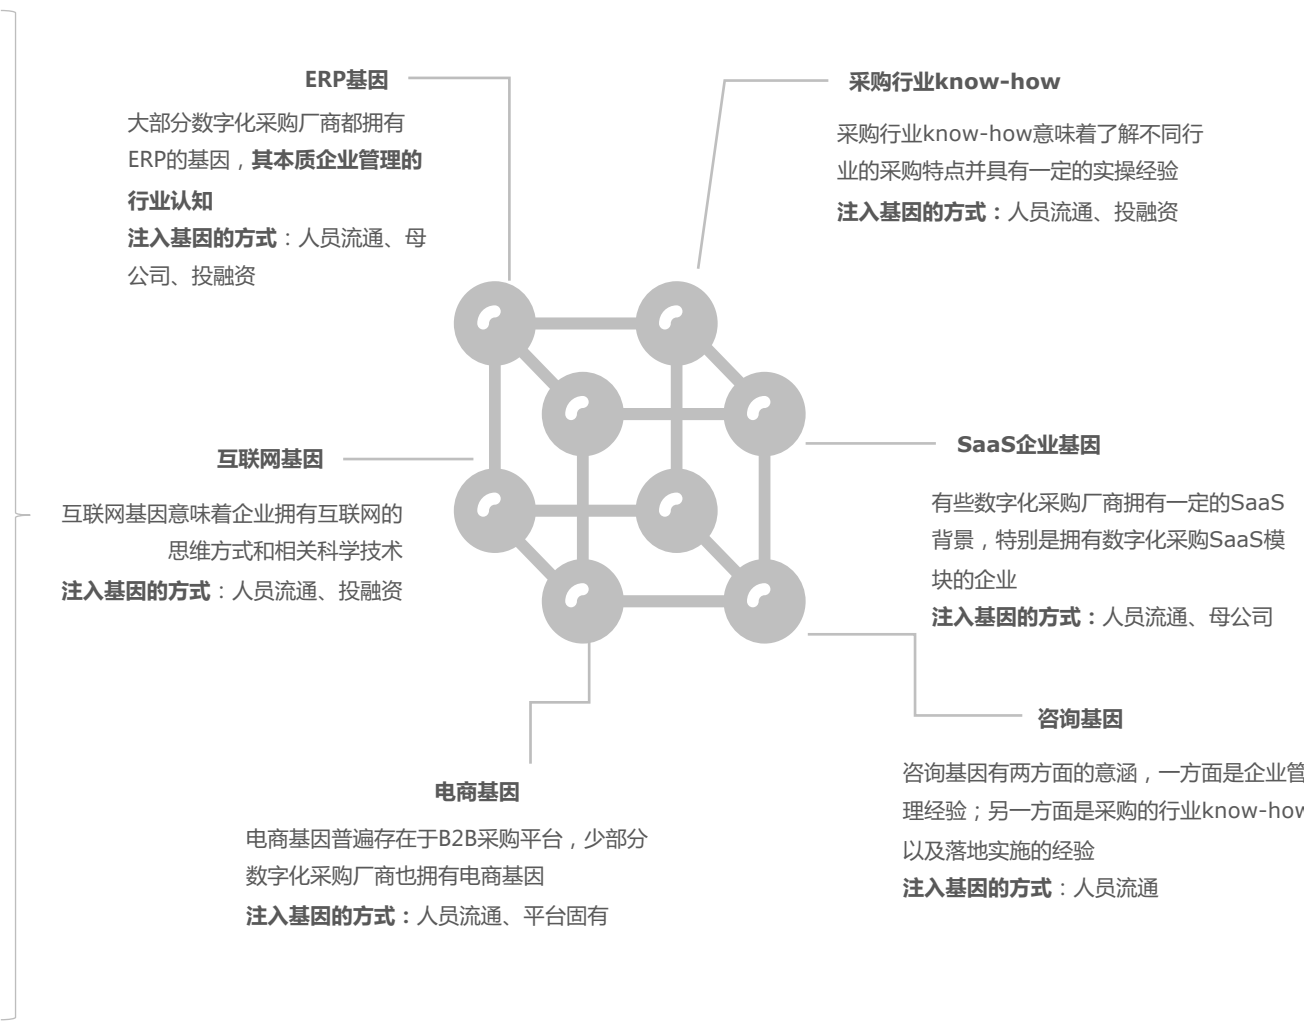 ERP基因
大部分数字化采购厂商都拥有
ERP的基因，其本质企业管理的
行业认知
注入基因的方式：人员流通、母
公司、投融资
采购行业know-how
采购行业know-how意味着了解不同行
业的采购特点并具有一定的实操经验
注入基因的方式：人员流通、投融资
互联网基因
互联网基因意味着企业拥有互联网的
思维方式和相关科学技术
注入基因的方式：人员流通、投融资
SaaS企业基因
有些数字化采购厂商拥有一定的SaaS
背景，特别是拥有数字化采购SaaS模
块的企业
注入基因的方式：人员流通、母公司
电商基因
电商基因普遍存在于B2B采购平台，少部分
数字化采购厂商也拥有电商基因
注入基因的方式：人员流通、平台固有
咨询基因
咨询基因有两方面的意涵，一方面是企业管
理经验；另一方面是采购的行业know-how
以及落地实施的经验
注入基因的方式：人员流通